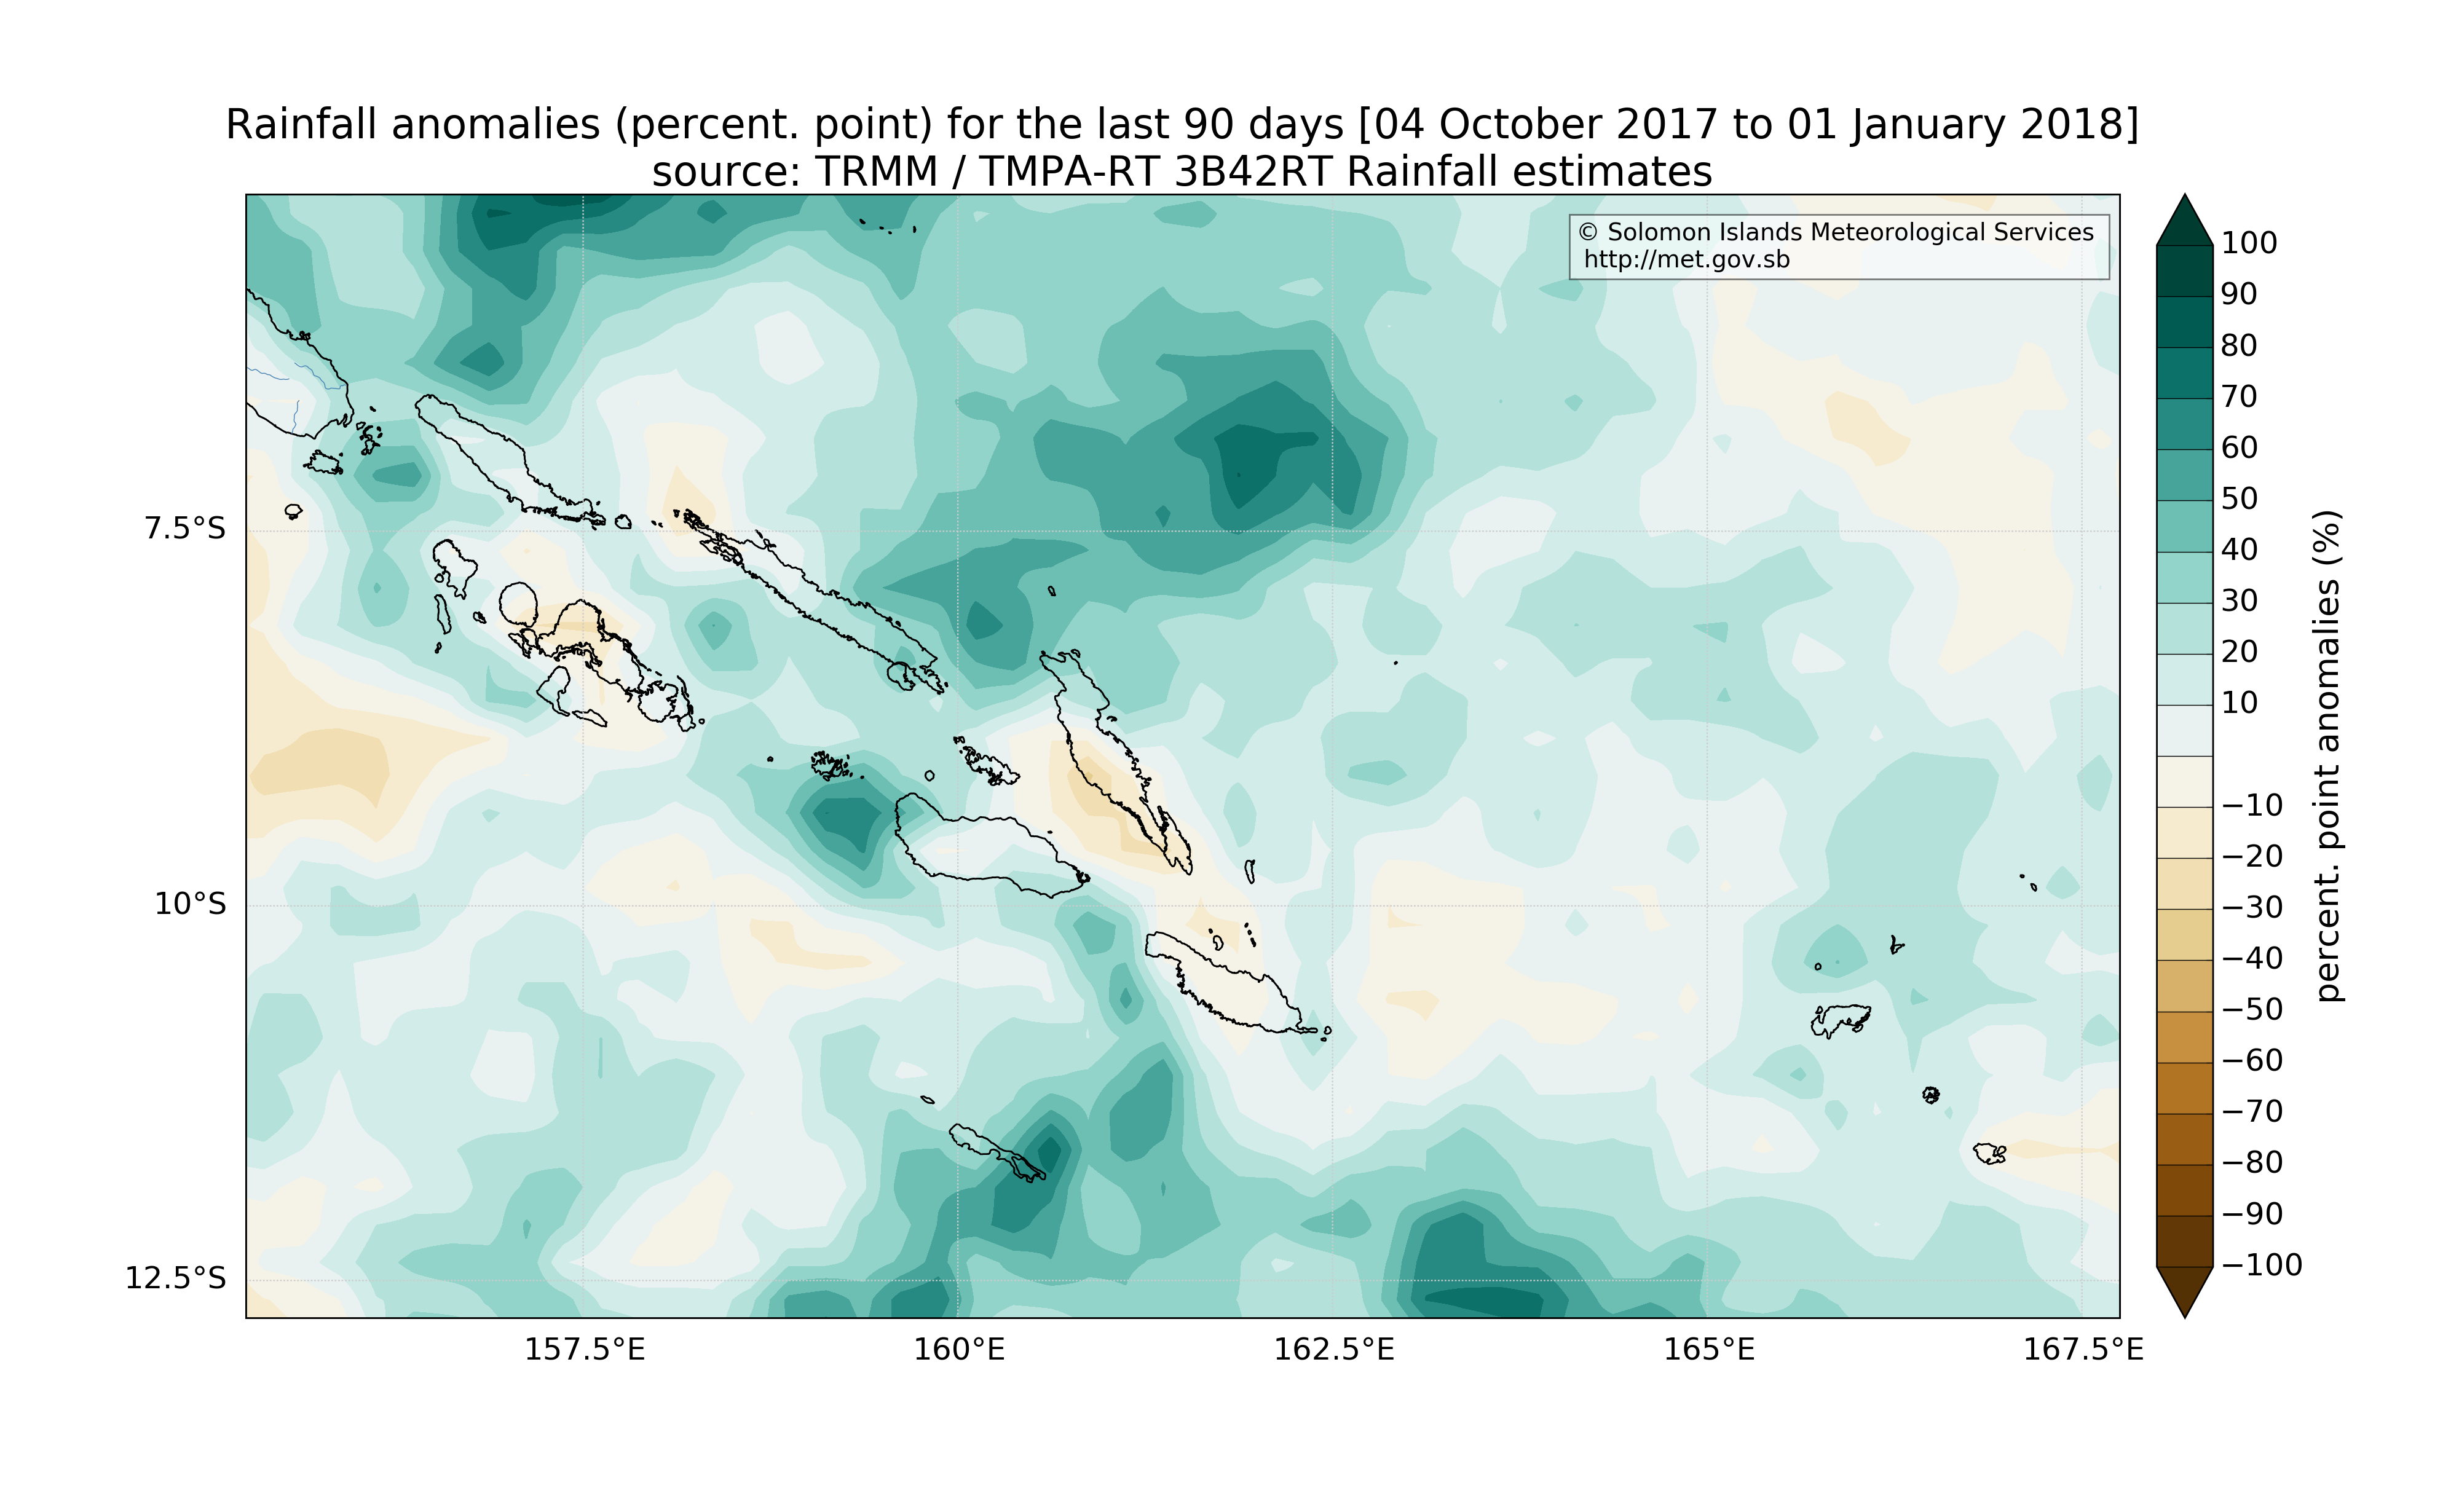 Rainfall anomalies (percent. point) for the last 90 days [04 October 2017 to 01 January 2018]
source: TRMM / TMPA-RT 3B42RT Rainfall estimates
© Solomon Islands Meteorological Services
http://met.gov.sb
7.5°S
10°S
12.5°S
157.5°E
160°E
162.5°E
165°E
167.5°E
100
90
80
70
60
50
40
30
20
10
−10
−20
−30
−40
−50
−60
−70
−80
−90
−100
percent. point anomalies (%)